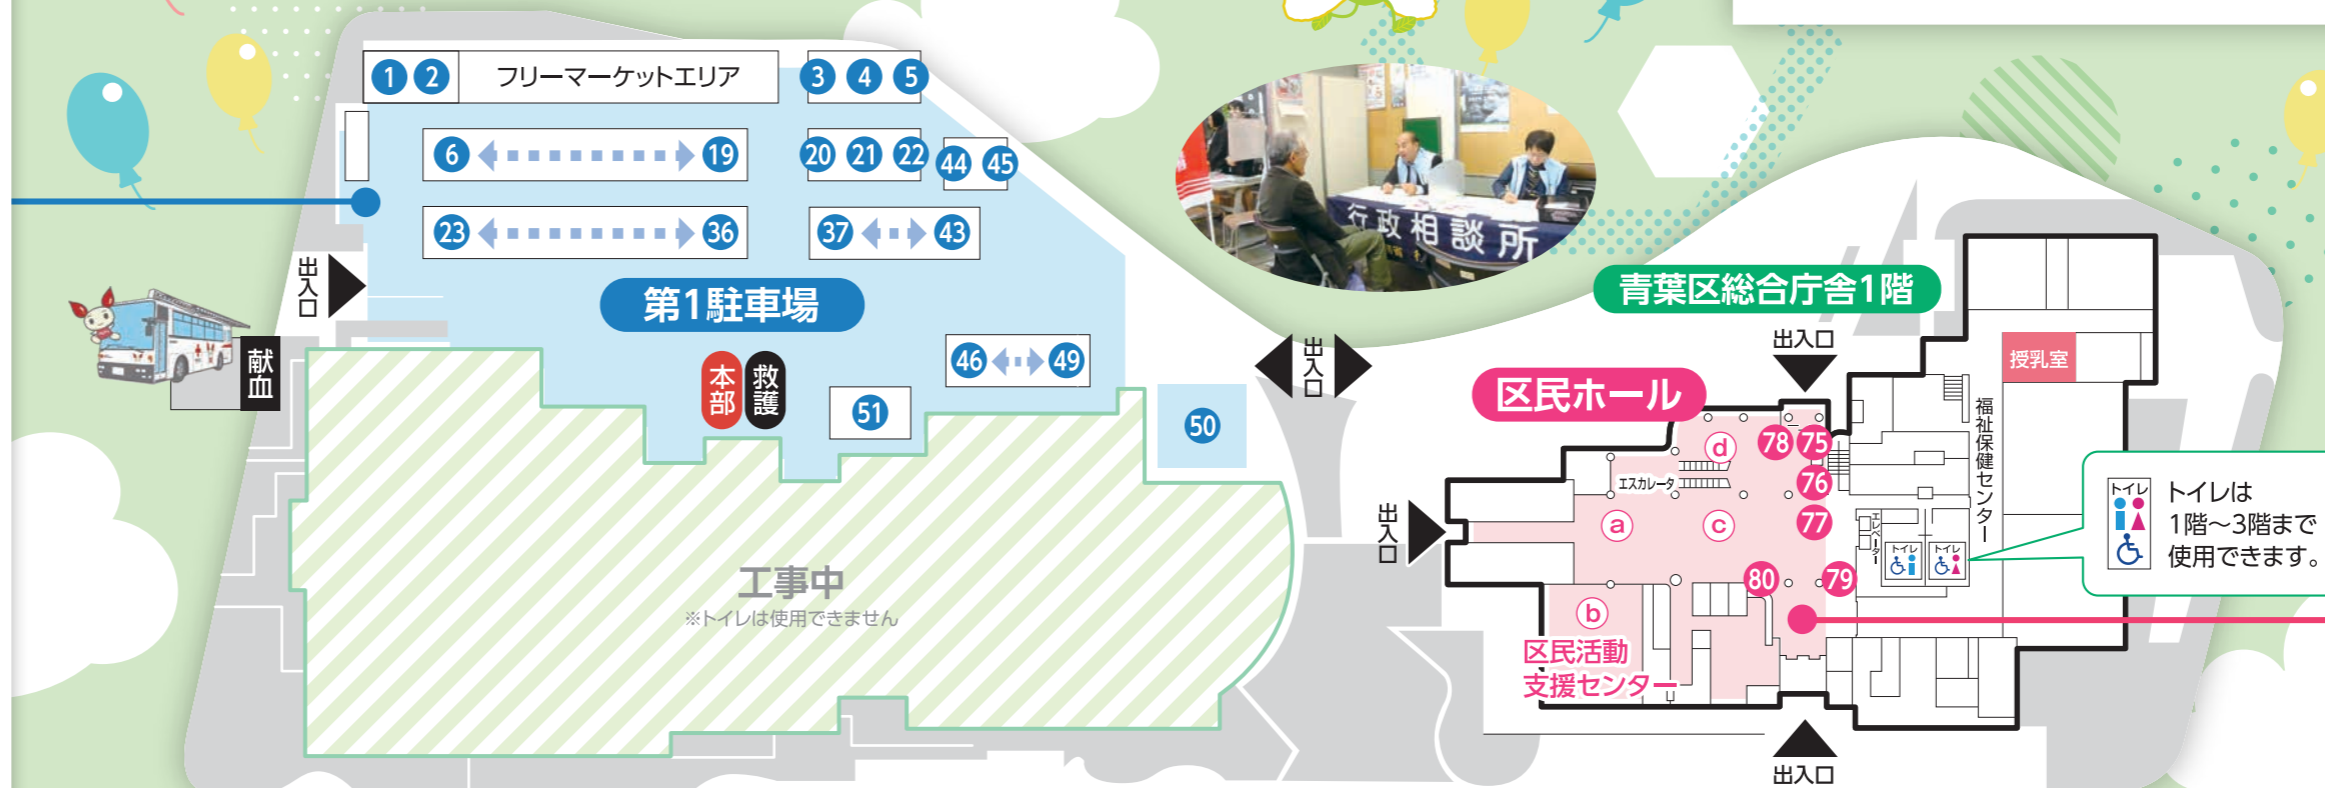 1 2 フリーマーケットエリア 3 4 5
6 19 20 21 22 44 45
23 36 37 43
出入口
第1駐車場
献血
本部
救護
46 49
51
50
工事中
※トイレは使用できません
行政相談所
出入口
青葉区総合庁舎1階
出入口
区民ホール
授乳室
福祉保健センター
d 78 75
エスカレータ
76
a c 77
エレベーター
出入口
トイレ
トイレ
80 79
b
区民活動
支援センター
出入口
トイレ
トイレは
1階～3階まで
使用できます。